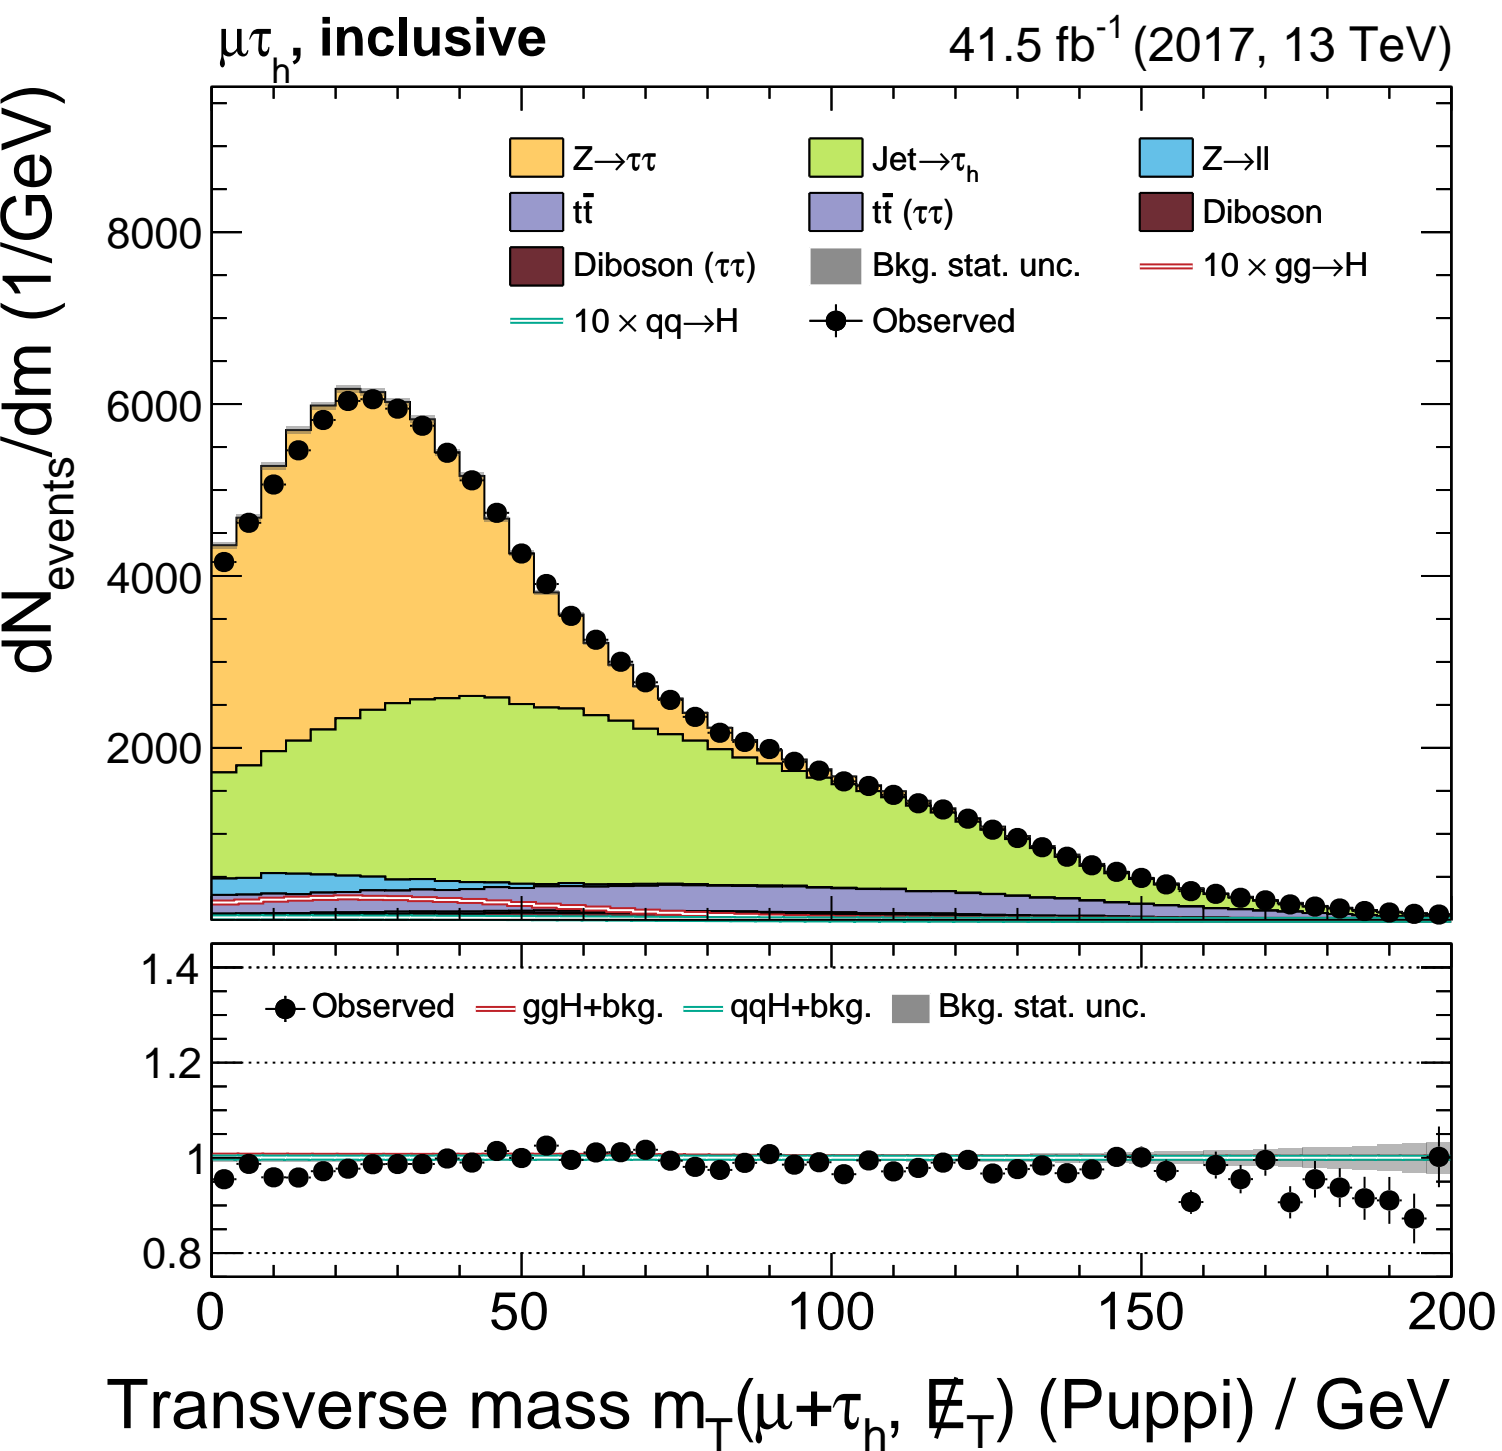 μτh, inclusive 41.5 fb-1 (2017, 13 TeV)
dNevents/dm (1/GeV)
Z→ττ Jet→τh Z→ll
tt̄ tt̄ (ττ) Diboson
Diboson (ττ) Bkg. stat. unc. 10 × gg→H
10 × qq→H Observed
8000
6000
4000
2000
1.4
Observed ggH+bkg. qqH+bkg. Bkg. stat. unc.
1.2
1
0.8
0 50 100 150 200
Transverse mass mT(μ+τh, E̸T) (Puppi) / GeV